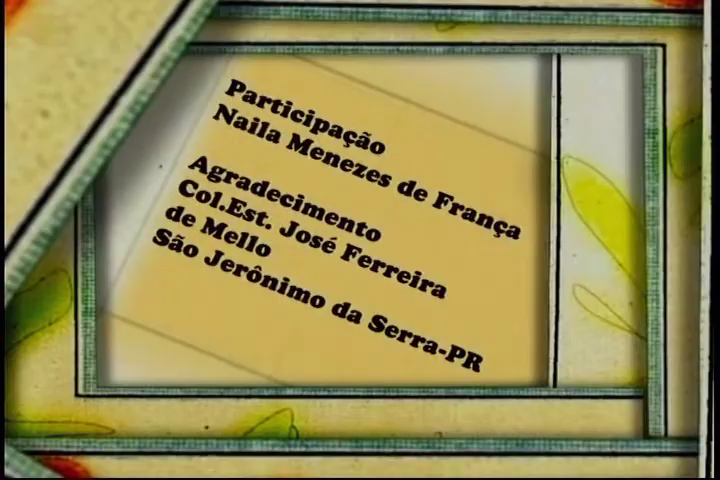 Participação
Naila Menezes de França
Agradecimento
Col.Est. José Ferreira
de Mello
São Jerônimo da Serra-PR